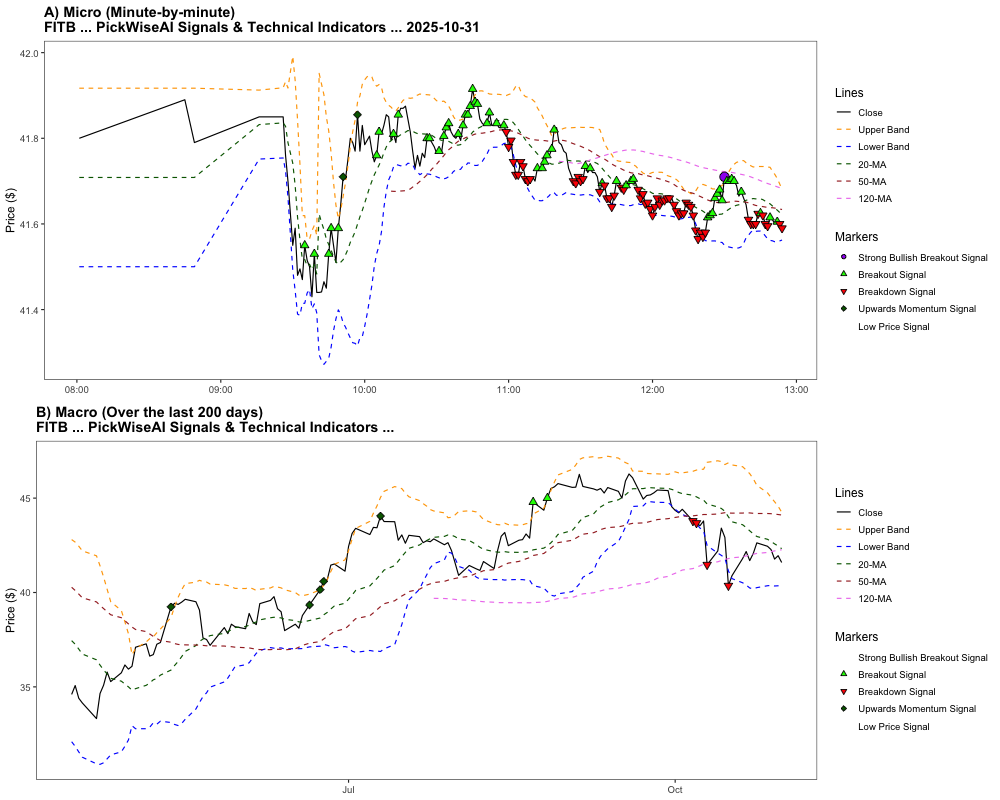 A) Micro (Minute-by-minute)
FITB ... PickWiseAI Signals & Technical Indicators ... 2025-10-31
Price ($)
42.0
41.8
41.6
41.4
08:00
09:00
10:00
11:00
12:00
13:00
Lines
Close
Upper Band
Lower Band
20-MA
50-MA
120-MA
Markers
Strong Bullish Breakout Signal
Breakout Signal
Breakdown Signal
Upwards Momentum Signal
Low Price Signal
B) Macro (Over the last 200 days)
FITB ... PickWiseAI Signals & Technical Indicators ...
Price ($)
45
40
35
Jul
Oct
Lines
Close
Upper Band
Lower Band
20-MA
50-MA
120-MA
Markers
Strong Bullish Breakout Signal
Breakout Signal
Breakdown Signal
Upwards Momentum Signal
Low Price Signal